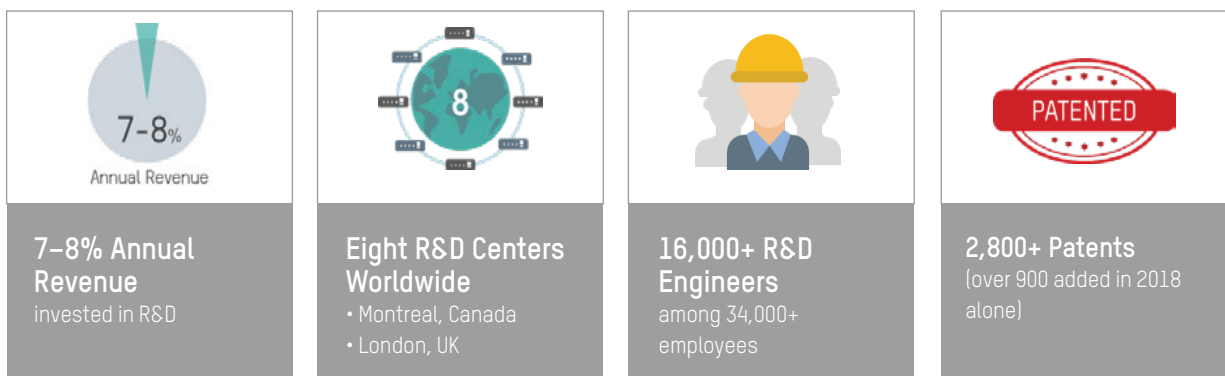 7-8%
Annual Revenue
7–8% Annual
Revenue
invested in R&D
8
Eight R&D Centers
Worldwide
• Montreal, Canada
• London, UK
16,000+ R&D
Engineers
among 34,000+
employees
PATENTED
2,800+ Patents
(over 900 added in 2018
alone)